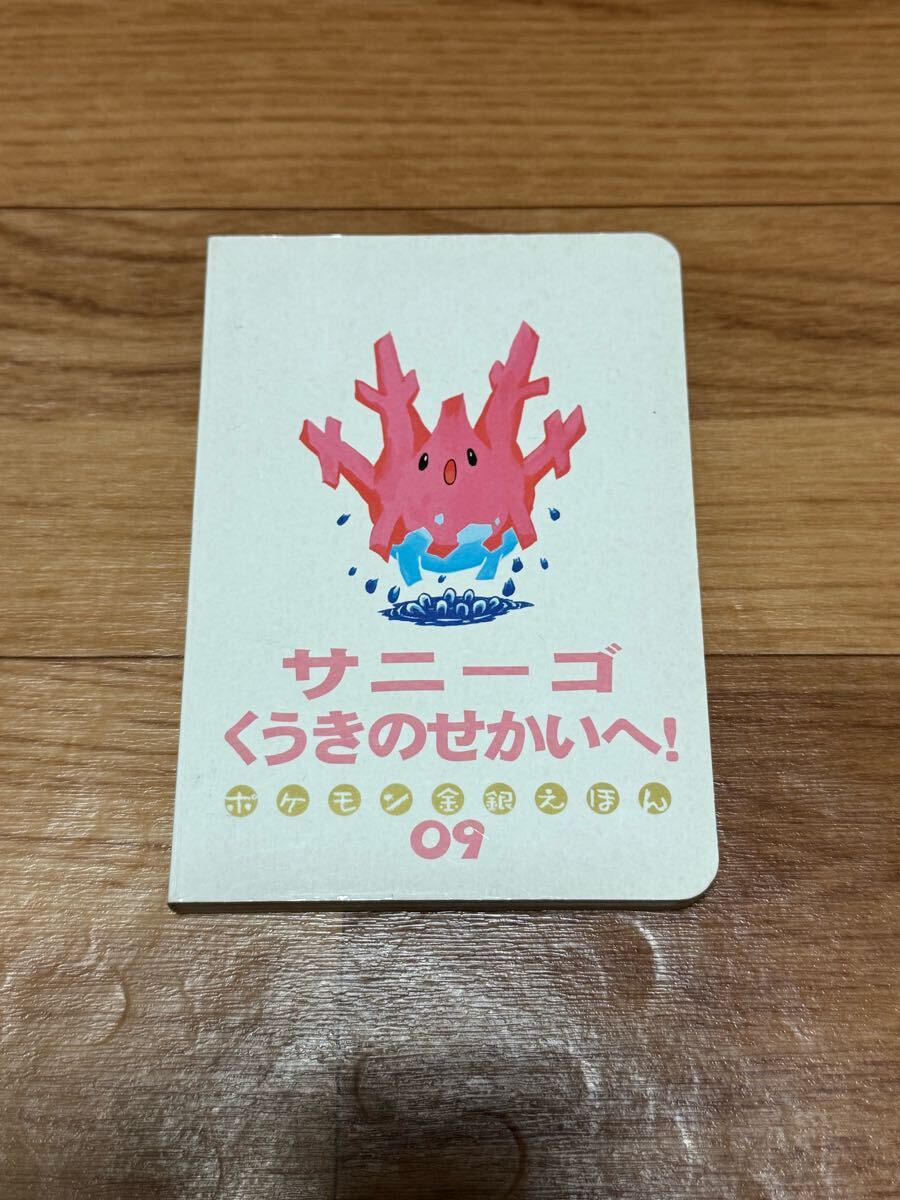 サニーゴ
くうきのせかいへ!
ポケモン金銀えほん
09